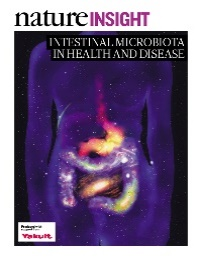 nature INSIGHT
INTESTINAL MICROBIOTA
IN HEALTH AND DISEASE
Yakult